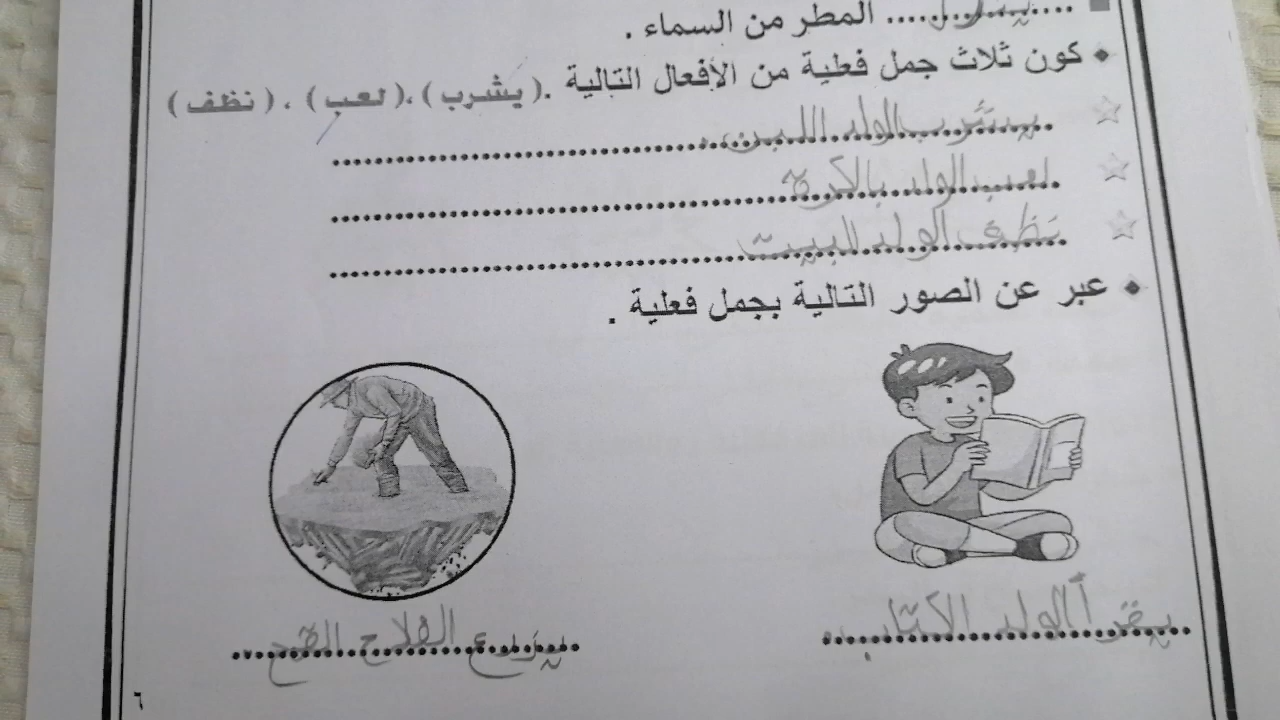 ينزل المطر من السماء .
كون ثلاث جمل فعلية من الأفعال التالية . ( يشرب ) ، ( لعب ) ، ( نظف )
يشرب الولد اللبن
لعب الولد بالكرة
نظف الولد البيت
عبر عن الصور التالية بجمل فعلية .
يقرأ الولد الكتاب
يزرع الفلاح القمح
٦